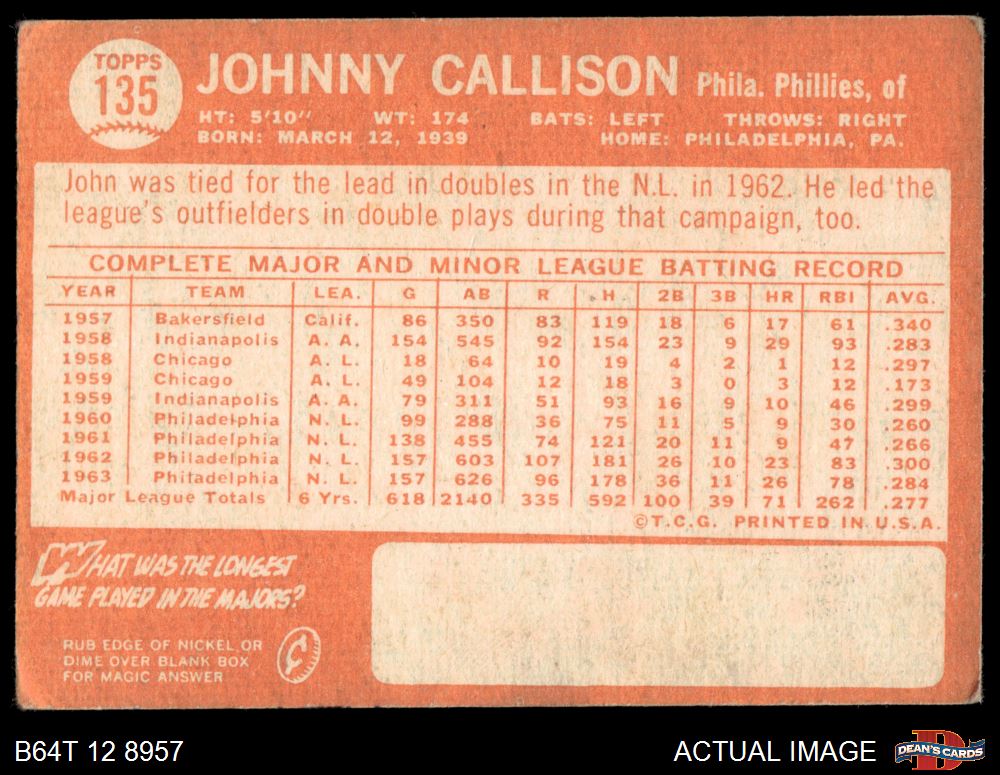 TOPPS
135
JOHNNY CALLISON Phila. Phillies, of
HT: 5'10" WT: 174 BATS: LEFT THROWS: RIGHT
BORN: MARCH 12, 1939 HOME: PHILADELPHIA, PA.
John was tied for the lead in doubles in the N.L. in 1962. He led the
league's outfielders in double plays during that campaign, too.
COMPLETE MAJOR AND MINOR LEAGUE BATTING RECORD
YEAR TEAM LEA. G AB R H 2B 3B HR RBI AVG.
1957 Bakersfield Calif. 86 350 83 119 18 6 17 61 .340
1958 Indianapolis A. A. 154 545 92 154 23 9 29 93 .283
1958 Chicago A. L. 18 64 10 19 4 2 1 12 .297
1959 Chicago A. L. 49 104 12 18 3 0 3 12 .173
1959 Indianapolis A. A. 79 311 51 93 16 9 10 46 .299
1960 Philadelphia N. L. 99 288 36 75 11 5 9 30 .260
1961 Philadelphia N. L. 138 455 74 121 20 11 9 47 .266
1962 Philadelphia N. L. 157 603 107 181 26 10 23 83 .300
1963 Philadelphia N. L. 157 626 96 178 36 11 26 78 .284
Major League Totals 6 Yrs. 618 2140 335 592 100 39 71 262 .277
©T.C.G. PRINTED IN U.S.A.
WHAT WAS THE LONGEST
GAME PLAYED IN THE MAJORS?
RUB EDGE OF NICKEL OR
DIME OVER BLANK BOX
FOR MAGIC ANSWER
¢
B64T 12 8957 ACTUAL IMAGE DEAN'S CARDS